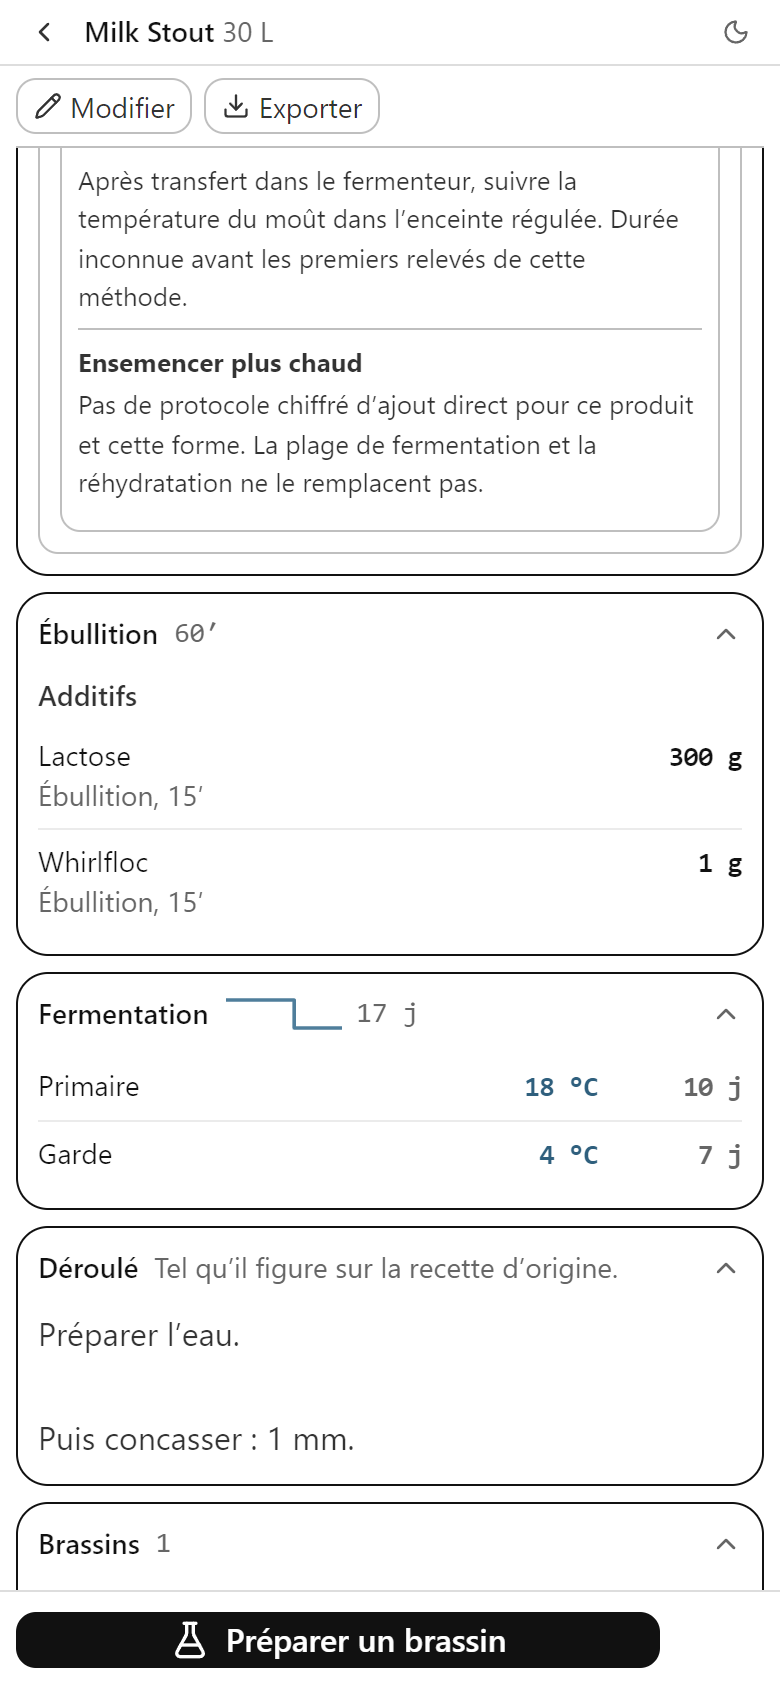 Milk Stout 30 L
Modifier
Exporter
Après transfert dans le fermenteur, suivre la
température du moût dans l’enceinte régulée. Durée
inconnue avant les premiers relevés de cette
méthode.
Ensemencer plus chaud
Pas de protocole chiffré d’ajout direct pour ce produit
et cette forme. La plage de fermentation et la
réhydratation ne le remplacent pas.
Ébullition 60′
Additifs
Lactose 300 g
Ébullition, 15′
Whirlfloc 1 g
Ébullition, 15′
Fermentation 17 j
Primaire 18 °C 10 j
Garde 4 °C 7 j
Déroulé Tel qu’il figure sur la recette d’origine.
Préparer l’eau.
Puis concasser : 1 mm.
Brassins 1
Préparer un brassin